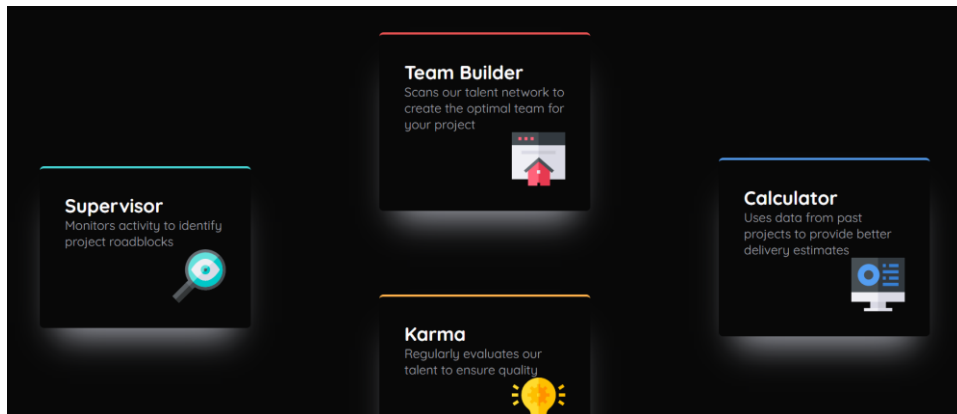 Team Builder
Scans our talent network to
create the optimal team for
your project
Supervisor
Monitors activity to identify
project roadblocks
Calculator
Uses data from past
projects to provide better
delivery estimates
Karma
Regularly evaluates our
talent to ensure quality